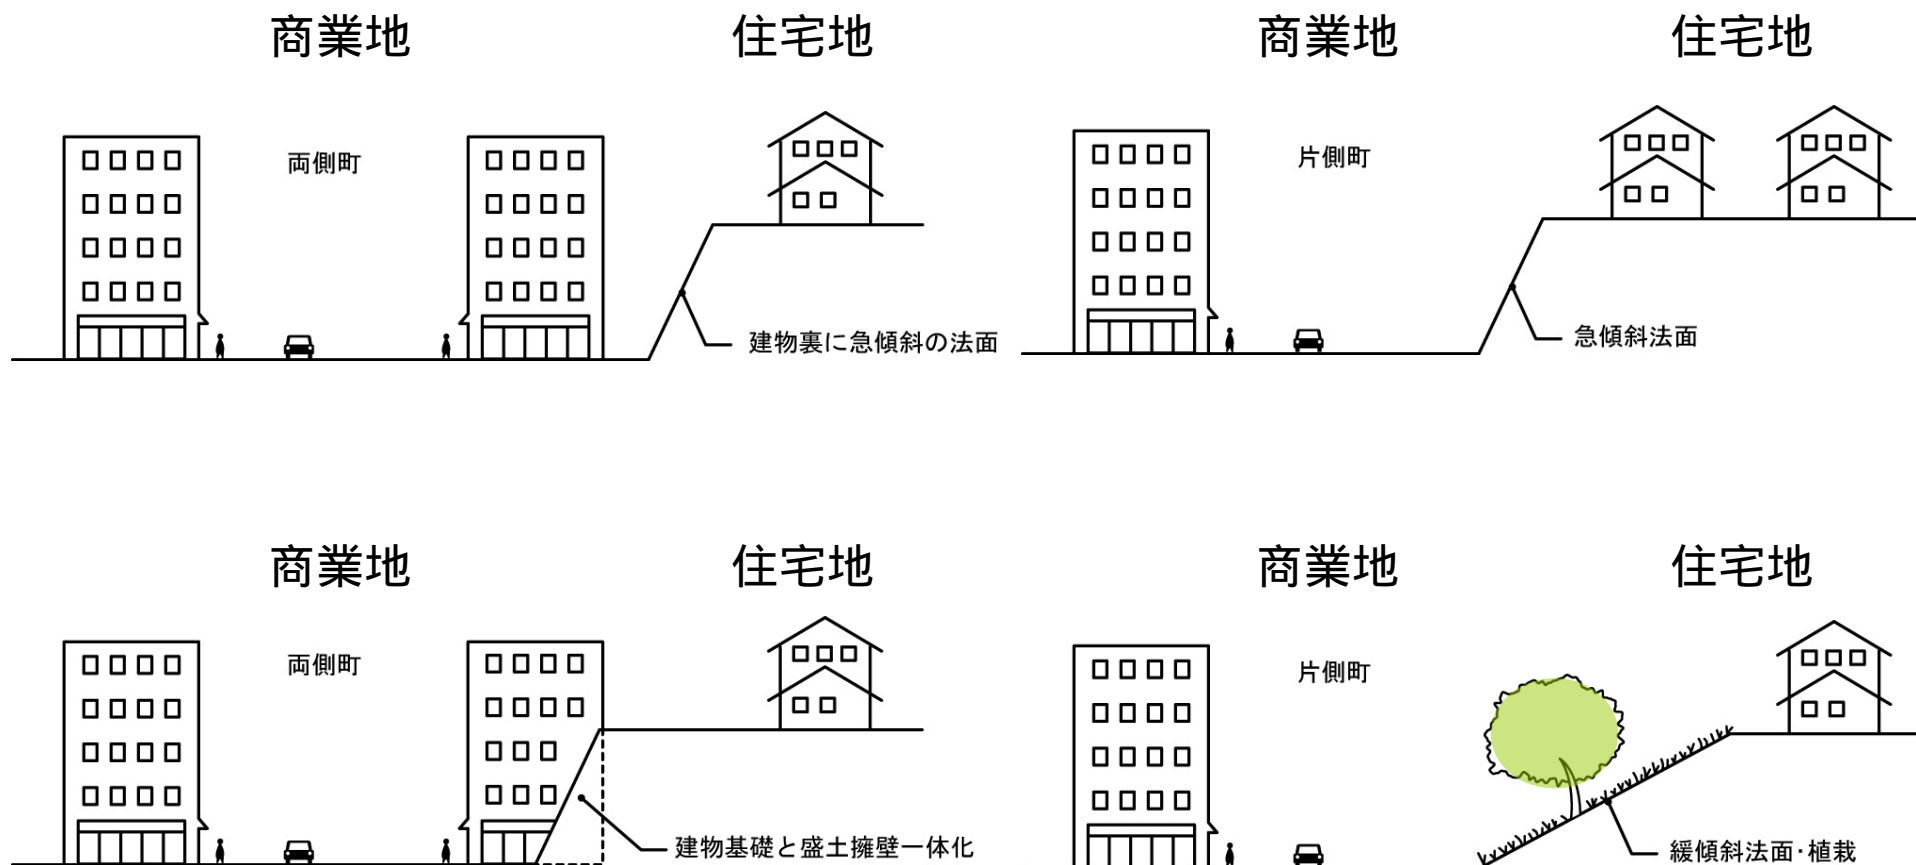 商業地
住宅地
両側町
建物裏に急傾斜の法面
商業地
住宅地
片側町
急傾斜法面
商業地
住宅地
両側町
建物基礎と盛土擁壁一体化
商業地
住宅地
片側町
緩傾斜法面・植栽